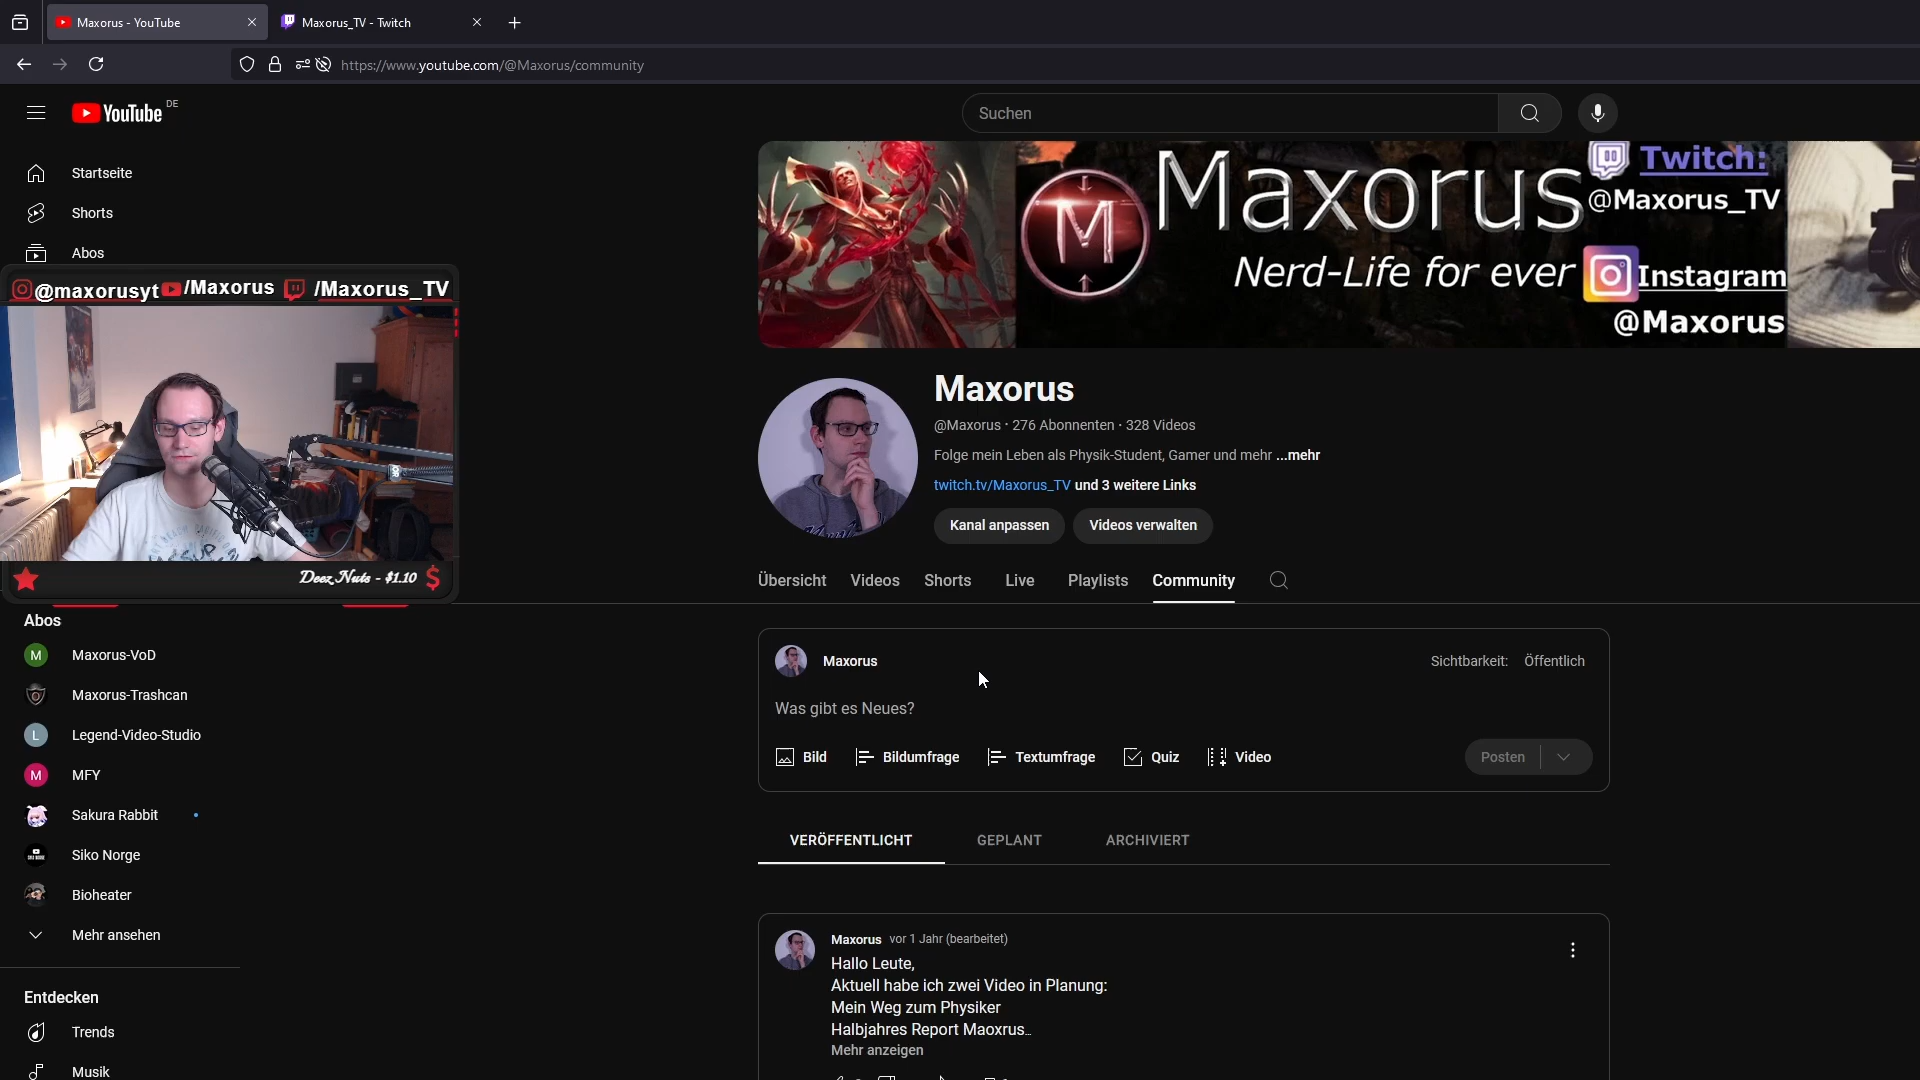 Maxorus - YouTube
Maxorus_TV - Twitch
https://www.youtube.com/@Maxorus/community
YouTube DE
Suchen
Startseite
Shorts
Abos
@maxorusyt /Maxorus /Maxorus_TV
Deez Nuts - $1.10
Abos
Maxorus-VoD
Maxorus-Trashcan
Legend-Video-Studio
MFY
Sakura Rabbit
Siko Norge
Bioheater
Mehr ansehen
Entdecken
Trends
Musik
M
Maxorus
Nerd-Life for ever
Twitch:
@Maxorus_TV
Instagram
@Maxorus
Maxorus
@Maxorus · 276 Abonnenten · 328 Videos
Folge mein Leben als Physik-Student, Gamer und mehr ...mehr
twitch.tv/Maxorus_TV und 3 weitere Links
Kanal anpassen
Videos verwalten
Übersicht Videos Shorts Live Playlists Community
Maxorus
Sichtbarkeit: Öffentlich
Was gibt es Neues?
Bild Bildumfrage Textumfrage Quiz Video
Posten
VERÖFFENTLICHT GEPLANT ARCHIVIERT
Maxorus vor 1 Jahr (bearbeitet)
Hallo Leute,
Aktuell habe ich zwei Video in Planung:
Mein Weg zum Physiker
Halbjahres Report Maoxrus...
Mehr anzeigen